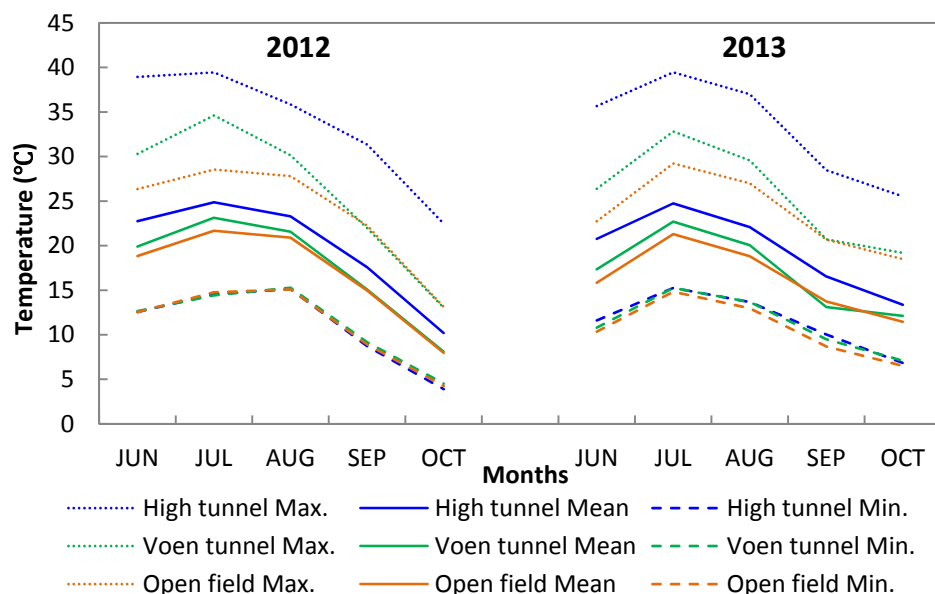 2012 2013
45
40
35
30
25
20
15
10
5
0
Temperature (°C)
JUN JUL AUG SEP OCT JUN JUL AUG SEP OCT
Months
High tunnel Max. High tunnel Mean High tunnel Min.
Voen tunnel Max. Voen tunnel Mean Voen tunnel Min.
Open field Max. Open field Mean Open field Min.